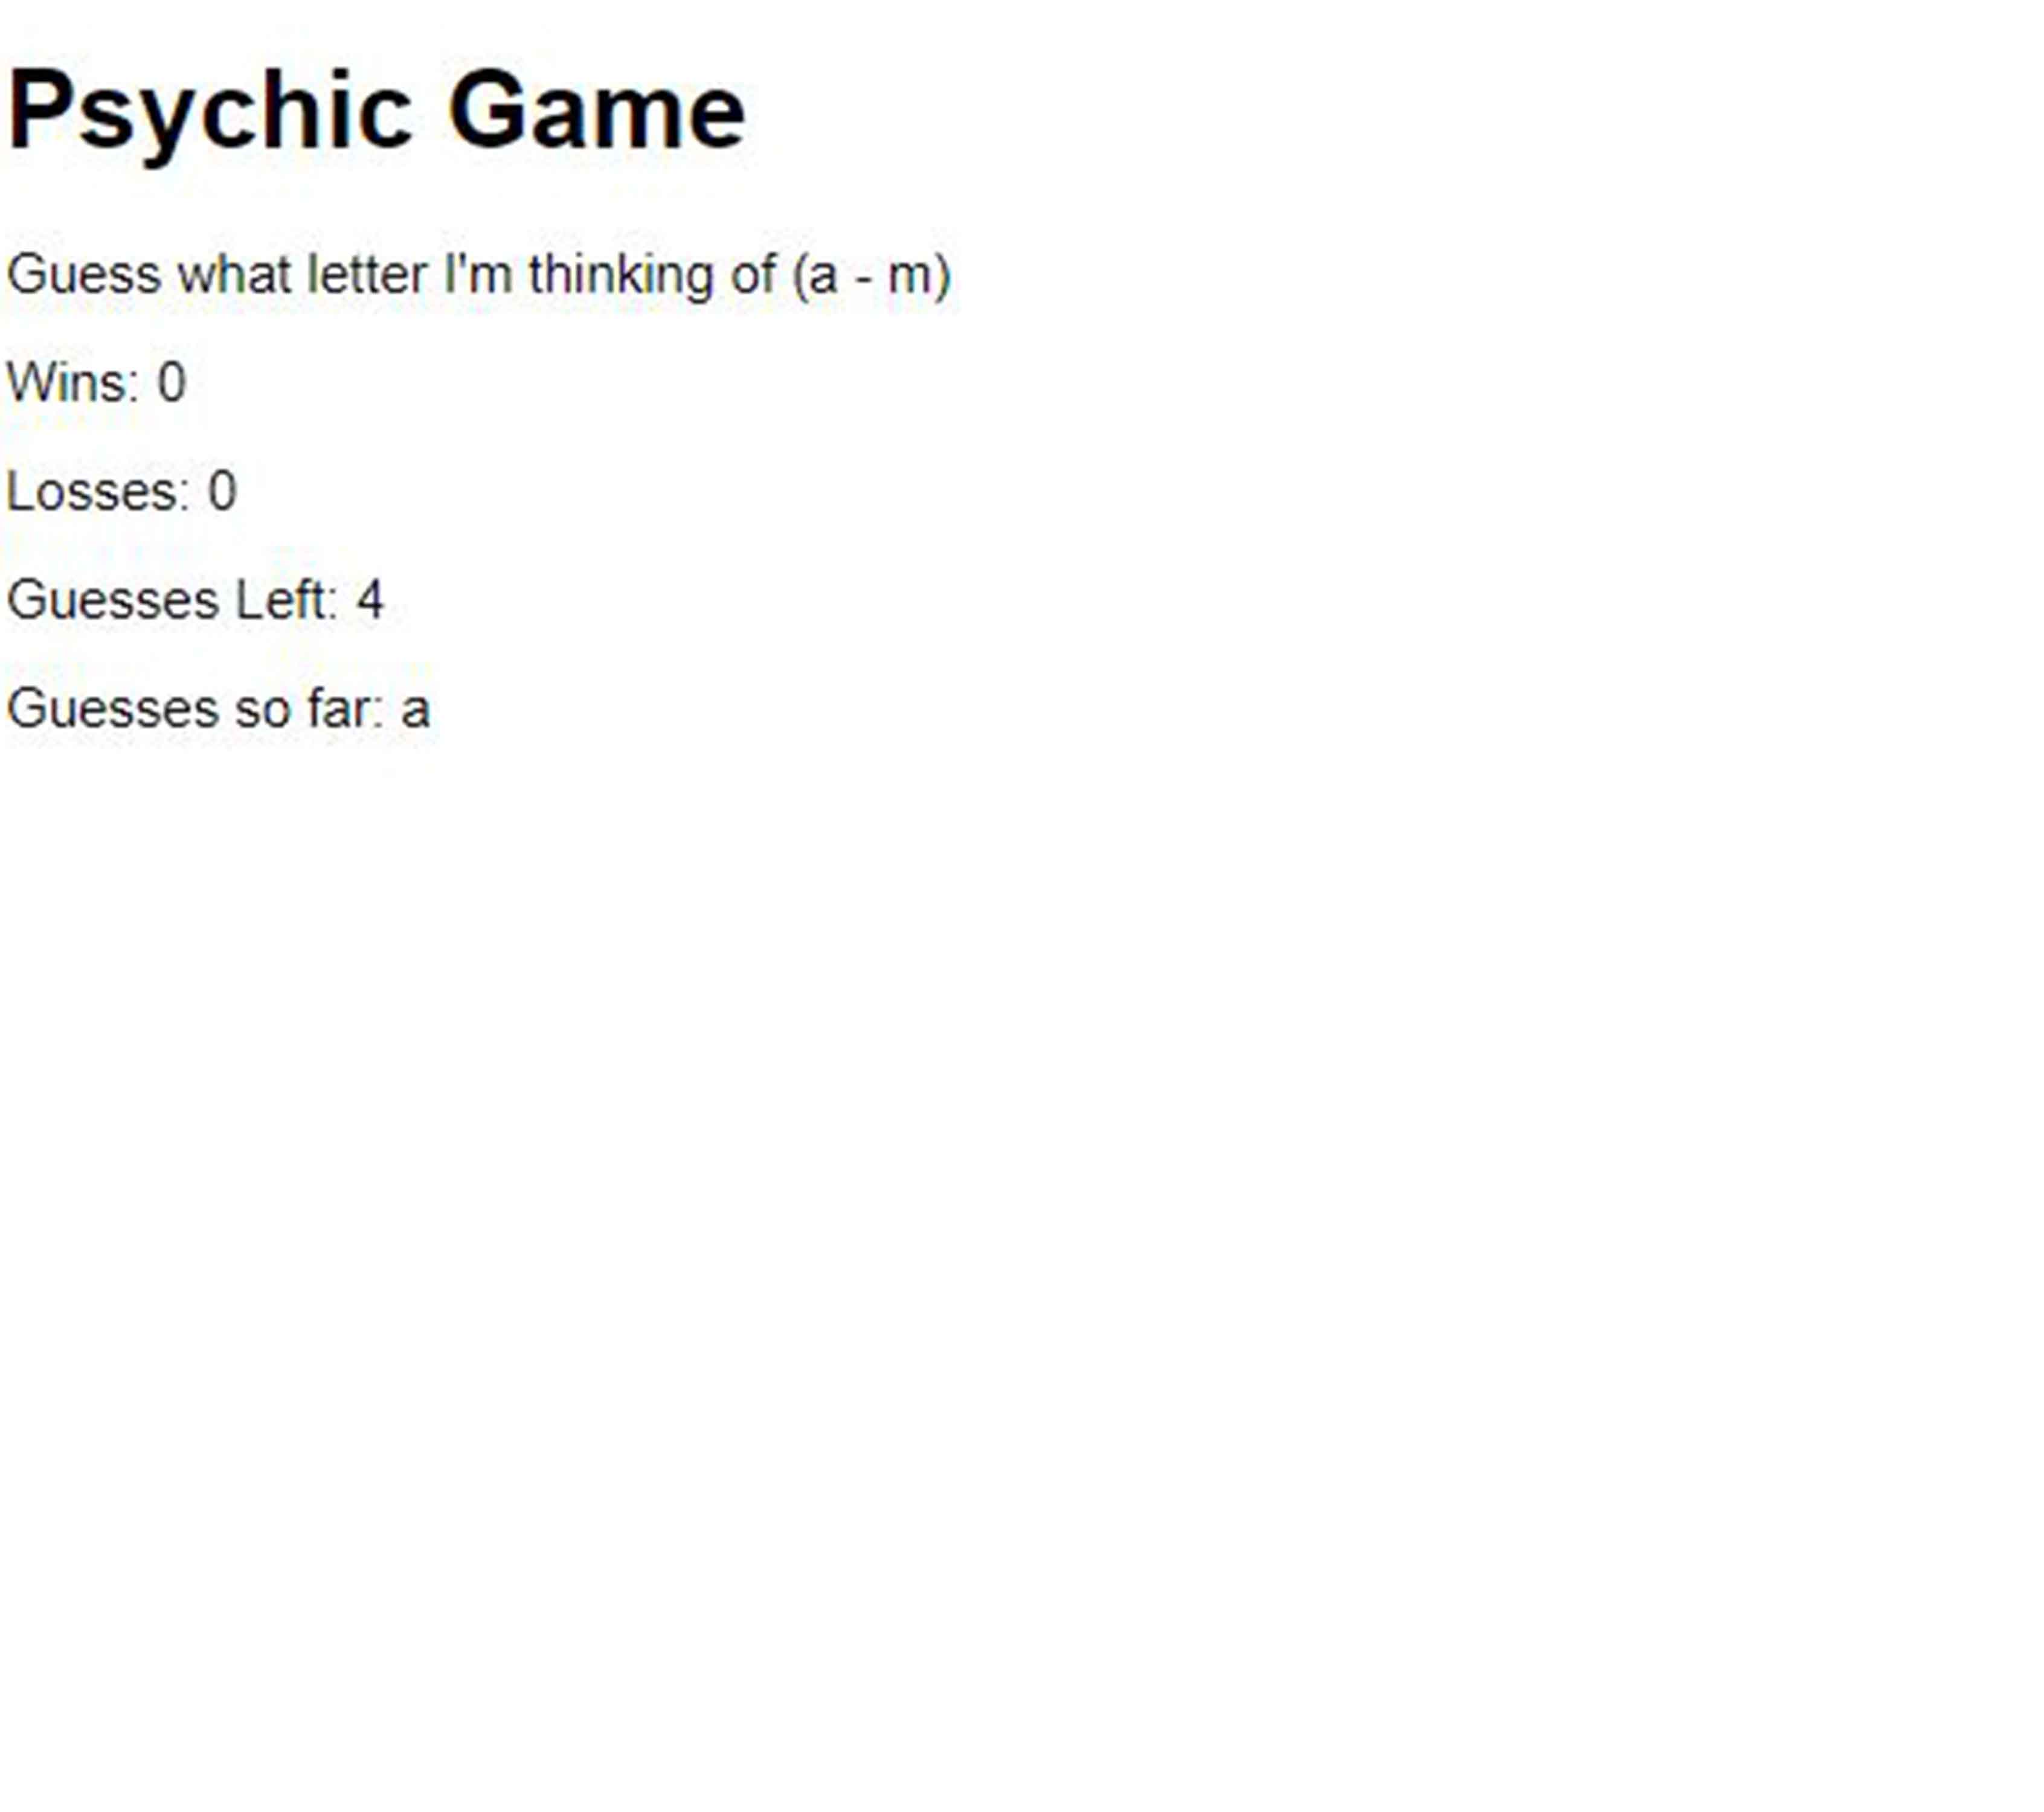 Psychic Game
Guess what letter I'm thinking of (a - m)
Wins: 0
Losses: 0
Guesses Left: 4
Guesses so far: a